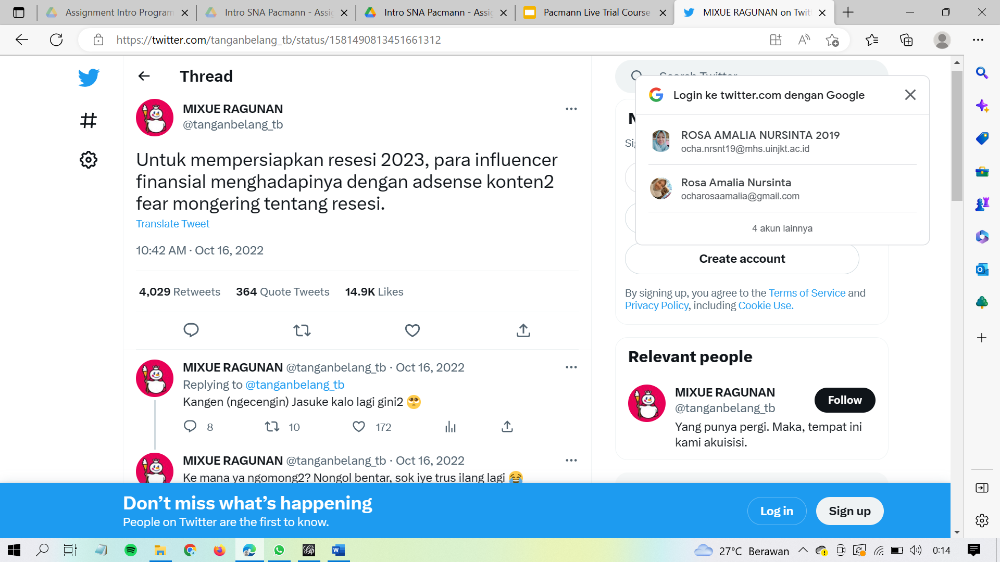 Assignment Intro Program
Intro SNA Pacmann - Assig
Intro SNA Pacmann - Assig
Pacmann Live Trial Course
MIXUE RAGUNAN on Twit
https://twitter.com/tanganbelang_tb/status/1581490813451661312
Thread
MIXUE RAGUNAN
@tanganbelang_tb
Untuk mempersiapkan resesi 2023, para influencer
finansial menghadapinya dengan adsense konten2
fear mongering tentang resesi.
Translate Tweet
10:42 AM · Oct 16, 2022
4,029 Retweets 364 Quote Tweets 14.9K Likes
MIXUE RAGUNAN @tanganbelang_tb · Oct 16, 2022
Replying to @tanganbelang_tb
Kangen (ngecengin) Jasuke kalo lagi gini2 🥺
8 10 172
MIXUE RAGUNAN @tanganbelang_tb · Oct 16, 2022
Ke mana ya ngomong2? Nongol bentar, sok iye trus ilang lagi 😂
Search Twitter
Login ke twitter.com dengan Google
ROSA AMALIA NURSINTA 2019
ocha.nrsnt19@mhs.uinjkt.ac.id
Rosa Amalia Nursinta
ocharosaamalia@gmail.com
4 akun lainnya
Create account
By signing up, you agree to the Terms of Service and
Privacy Policy, including Cookie Use.
Relevant people
MIXUE RAGUNAN
@tanganbelang_tb
Follow
Yang punya pergi. Maka, tempat ini
kami akuisisi.
Don't miss what's happening
People on Twitter are the first to know.
Log in
Sign up
27°C Berawan
0:14